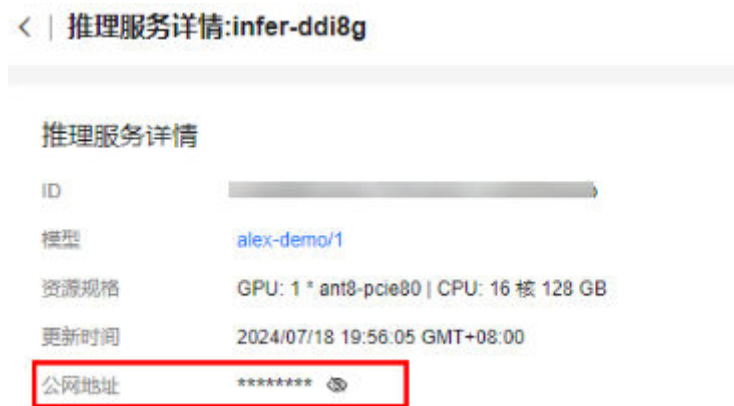 推理服务详情:infer-ddi8g
推理服务详情
ID
模型 alex-demo/1
资源规格 GPU: 1 * ant8-pcie80 | CPU: 16 核 128 GB
更新时间 2024/07/18 19:56:05 GMT+08:00
公网地址 ********